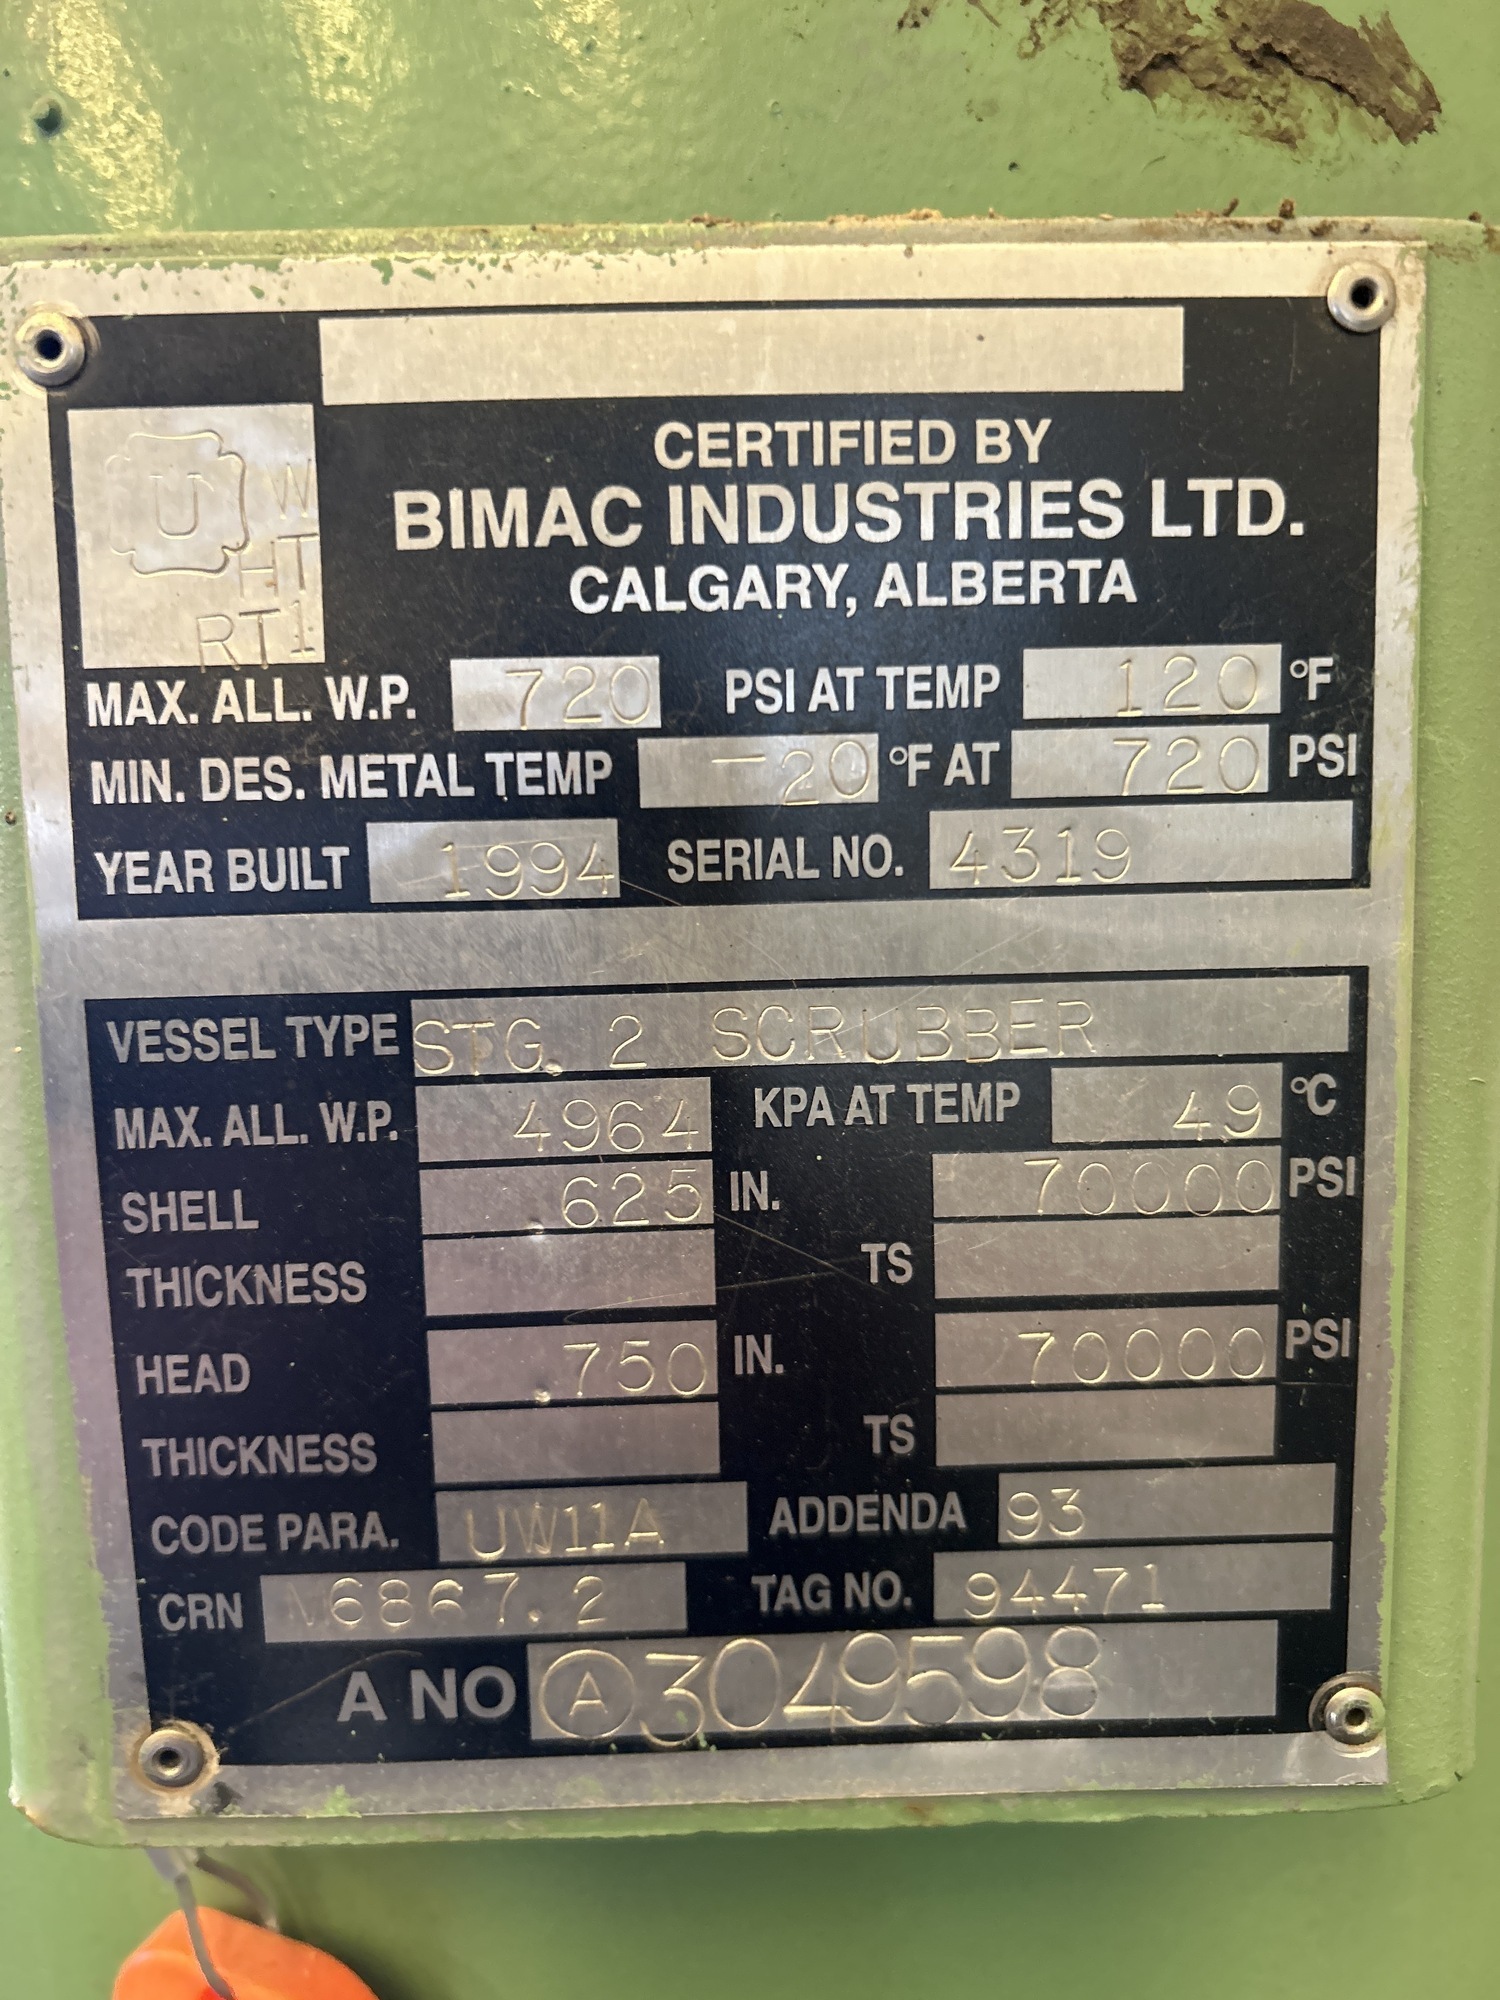 CERTIFIED BY
BIMAC INDUSTRIES LTD.
CALGARY, ALBERTA
U W
HT
RT1
MAX. ALL. W.P. 720 PSI AT TEMP 120 °F
MIN. DES. METAL TEMP -20 °F AT 720 PSI
YEAR BUILT 1994 SERIAL NO. 4319
VESSEL TYPE STG. 2 SCRUBBER
MAX. ALL. W.P. 4964 KPA AT TEMP 49 °C
SHELL .625 IN. 70000 PSI
THICKNESS TS
HEAD .750 IN. 70000 PSI
THICKNESS TS
CODE PARA. UW11A ADDENDA 93
CRN M6867.2 TAG NO. 94471
A NO A 3049598